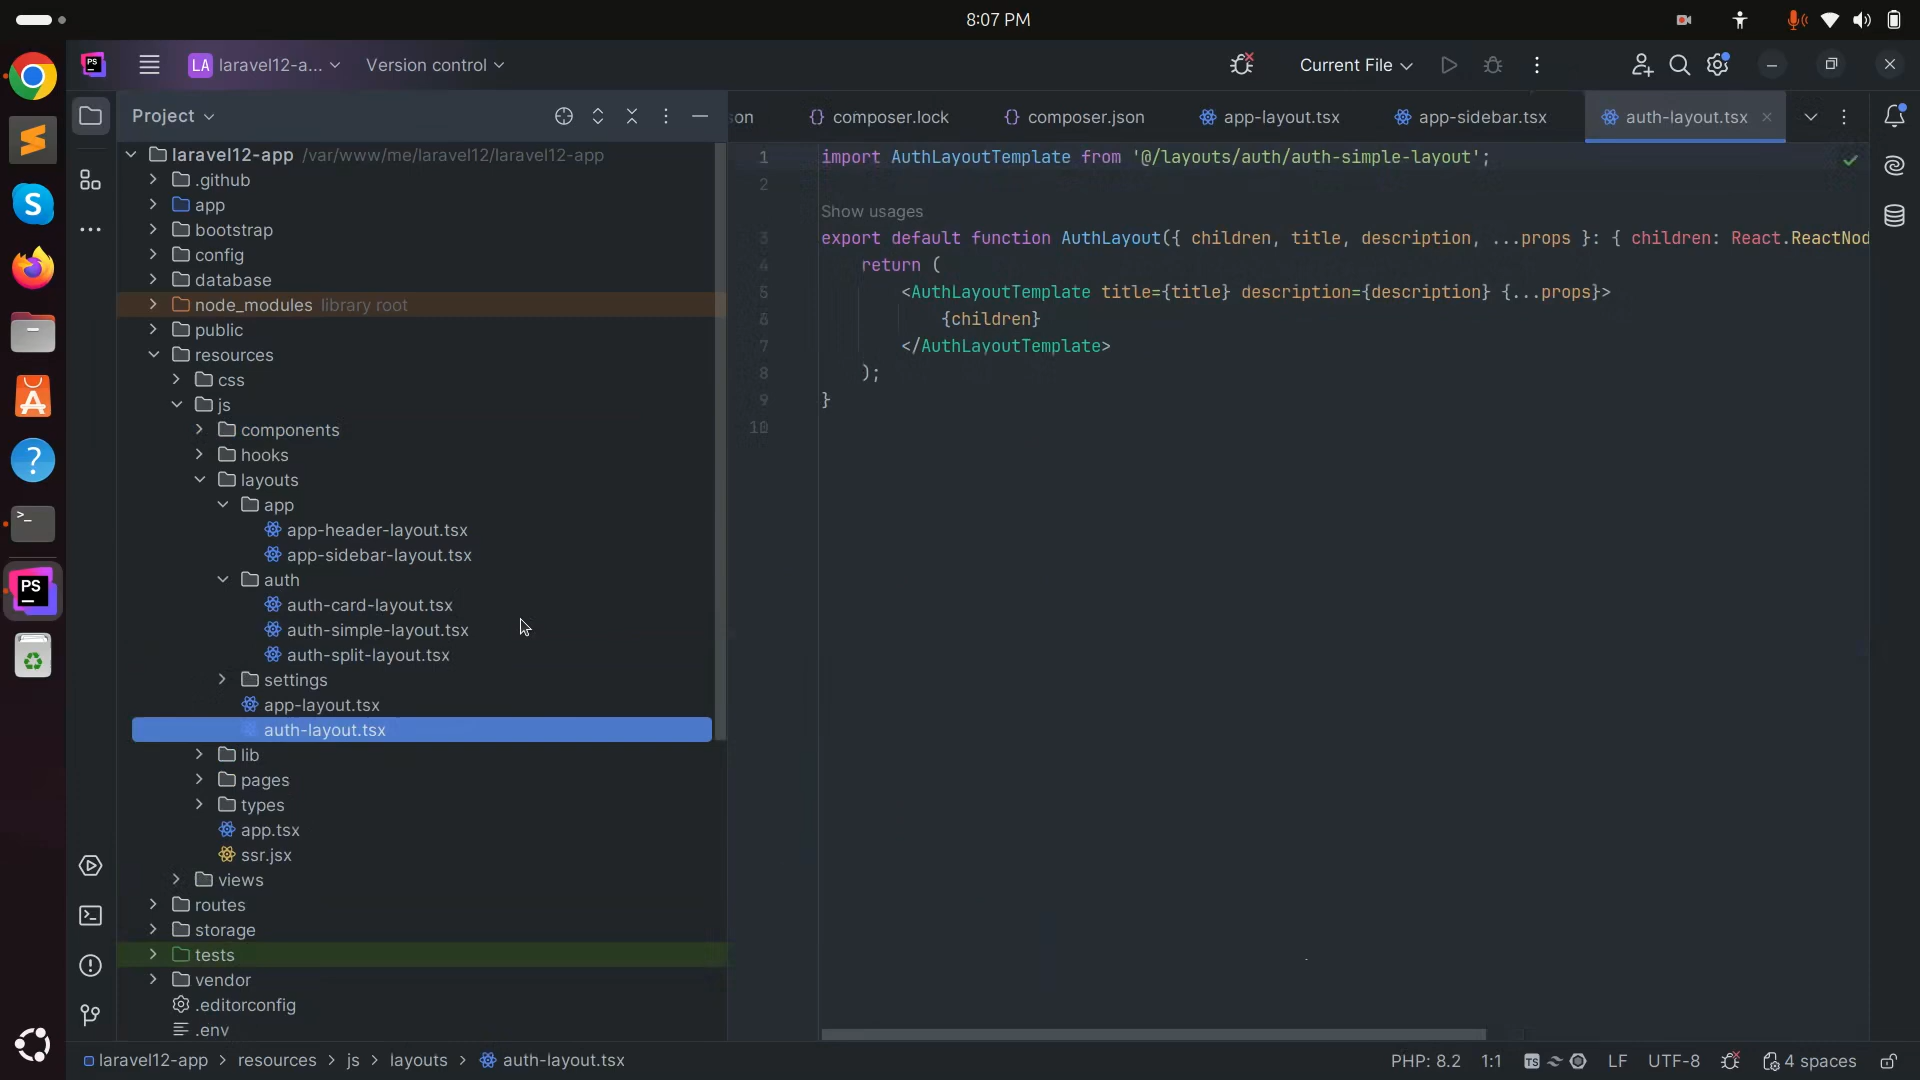 8:07 PM
PS
LA laravel12-a...
Version control
Current File
Project
on
composer.lock
composer.json
app-layout.tsx
app-sidebar.tsx
auth-layout.tsx
laravel12-app /var/www/me/laravel12/laravel12-app
.github
app
bootstrap
config
database
node_modules library root
public
resources
css
js
components
hooks
layouts
app
app-header-layout.tsx
app-sidebar-layout.tsx
auth
auth-card-layout.tsx
auth-simple-layout.tsx
auth-split-layout.tsx
settings
app-layout.tsx
auth-layout.tsx
lib
pages
types
app.tsx
ssr.jsx
views
routes
storage
tests
vendor
.editorconfig
.env
1 import AuthLayoutTemplate from '@/layouts/auth/auth-simple-layout';
2
Show usages
3 export default function AuthLayout({ children, title, description, ...props }: { children: React.ReactNod
4 return (
5 <AuthLayoutTemplate title={title} description={description} {...props}>
6 {children}
7 </AuthLayoutTemplate>
8 );
9 }
10
S
A
?
>_
PS
laravel12-app > resources > js > layouts > auth-layout.tsx
PHP: 8.2
1:1
TS
LF
UTF-8
4 spaces